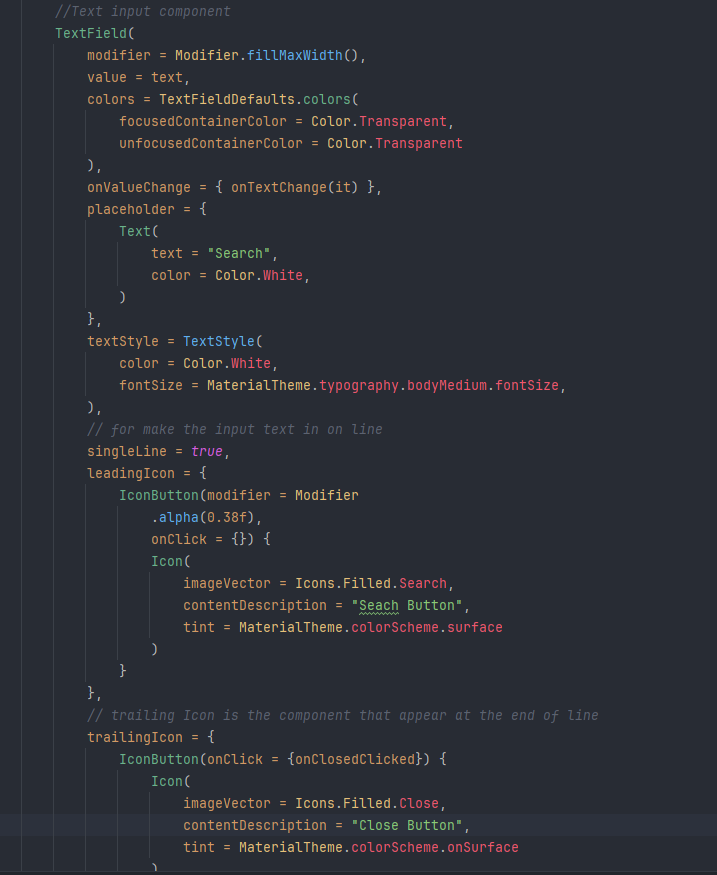 //Text input component
TextField(
modifier = Modifier.fillMaxWidth(),
value = text,
colors = TextFieldDefaults.colors(
focusedContainerColor = Color.Transparent,
unfocusedContainerColor = Color.Transparent
),
onValueChange = { onTextChange(it) },
placeholder = {
Text(
text = "Search",
color = Color.White,
)
},
textStyle = TextStyle(
color = Color.White,
fontSize = MaterialTheme.typography.bodyMedium.fontSize,
),
// for make the input text in on line
singleLine = true,
leadingIcon = {
IconButton(modifier = Modifier
.alpha(0.38f),
onClick = {}) {
Icon(
imageVector = Icons.Filled.Search,
contentDescription = "Seach Button",
tint = MaterialTheme.colorScheme.surface
)
}
},
// trailing Icon is the component that appear at the end of line
trailingIcon = {
IconButton(onClick = {onClosedClicked}) {
Icon(
imageVector = Icons.Filled.Close,
contentDescription = "Close Button",
tint = MaterialTheme.colorScheme.onSurface
)